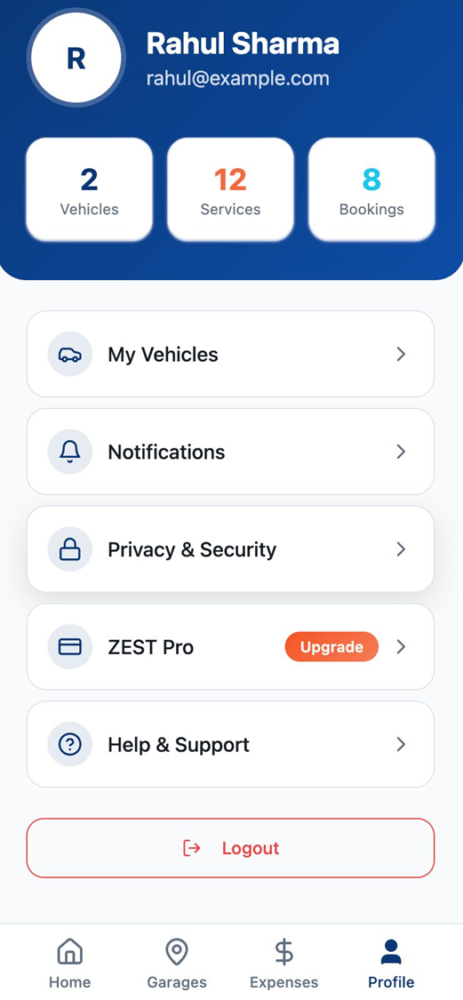 R
Rahul Sharma
rahul@example.com
2
Vehicles
12
Services
8
Bookings
My Vehicles
Notifications
Privacy & Security
ZEST Pro
Upgrade
Help & Support
Logout
Home
Garages
Expenses
Profile